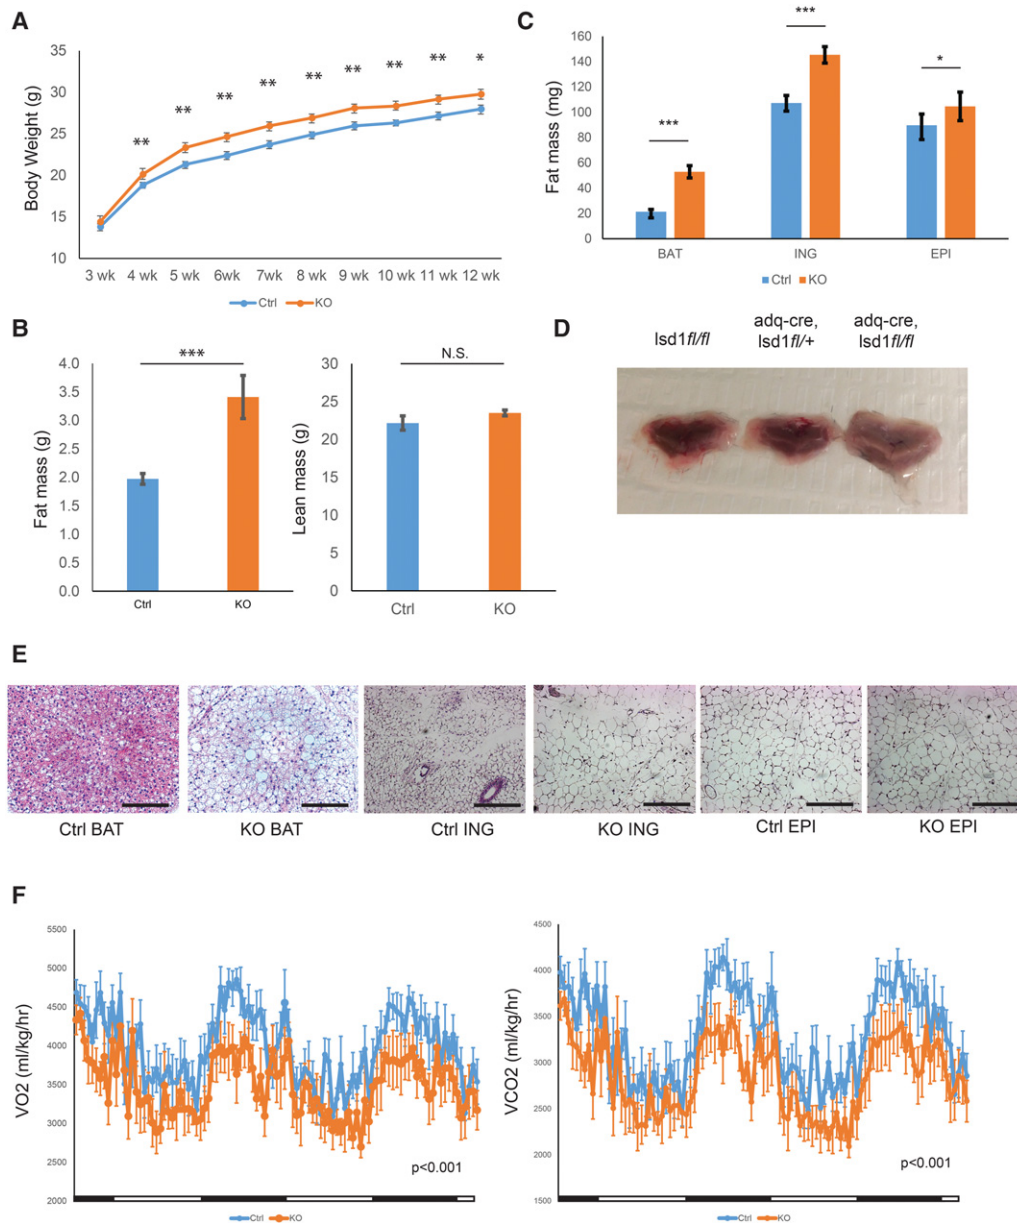 A
Body Weight (g)
35
30
25
20
15
10
** ** ** ** ** ** ** ** *
3 wk 4 wk 5 wk 6wk 7wk 8 wk 9 wk 10 wk 11 wk 12 wk
Ctrl KO
C
Fat mass (mg)
160
140
120
100
80
60
40
20
0
*** *** *
BAT ING EPI
Ctrl KO
B
Fat mass (g)
4.0
3.5
3.0
2.5
2.0
1.5
1.0
0.5
0.0
***
Ctrl KO
Lean mass (g)
30
25
20
15
10
5
0
N.S.
Ctrl KO
D
lsd1fl/fl
adq-cre,
lsd1fl/+
adq-cre,
lsd1fl/fl
E
Ctrl BAT KO BAT Ctrl ING KO ING Ctrl EPI KO EPI
F
VO2 (ml/kg/hr)
5500
5000
4500
4000
3500
3000
2500
2000
p<0.001
Ctrl KO
VCO2 (ml/kg/hr)
4500
4000
3500
3000
2500
2000
1500
p<0.001
Ctrl KO